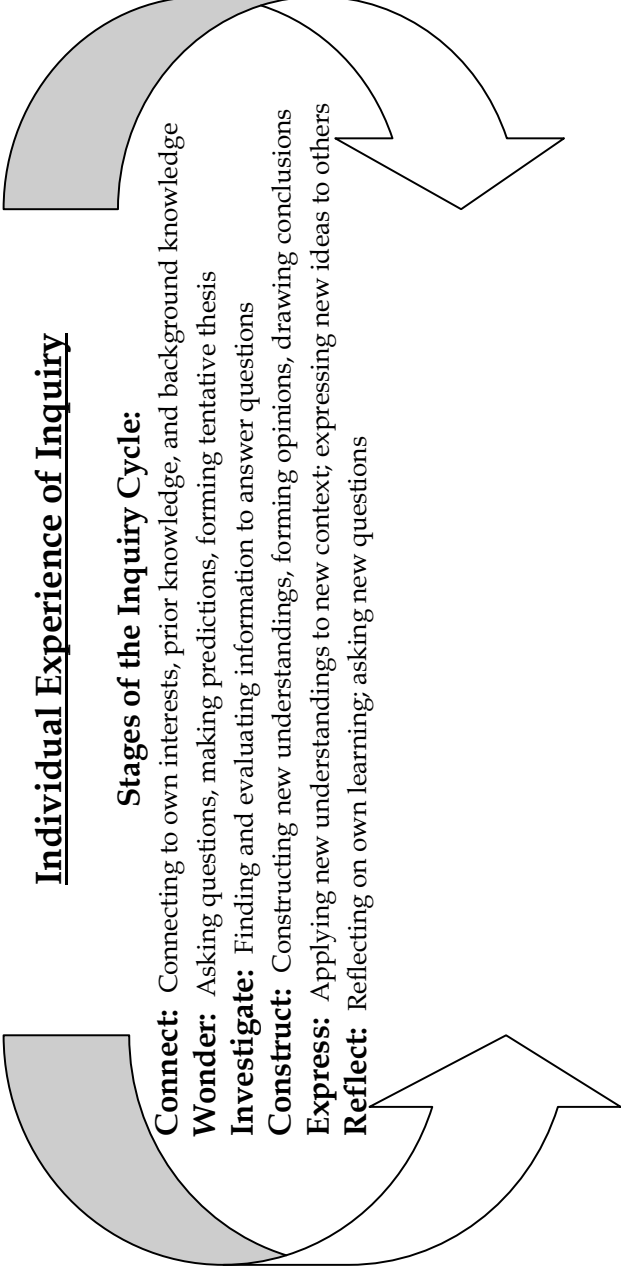 Individual Experience of Inquiry
Stages of the Inquiry Cycle:
Connect: Connecting to own interests, prior knowledge, and background knowledge
Wonder: Asking questions, making predictions, forming tentative thesis
Investigate: Finding and evaluating information to answer questions
Construct: Constructing new understandings, forming opinions, drawing conclusions
Express: Applying new understandings to new context; expressing new ideas to others
Reflect: Reflecting on own learning; asking new questions